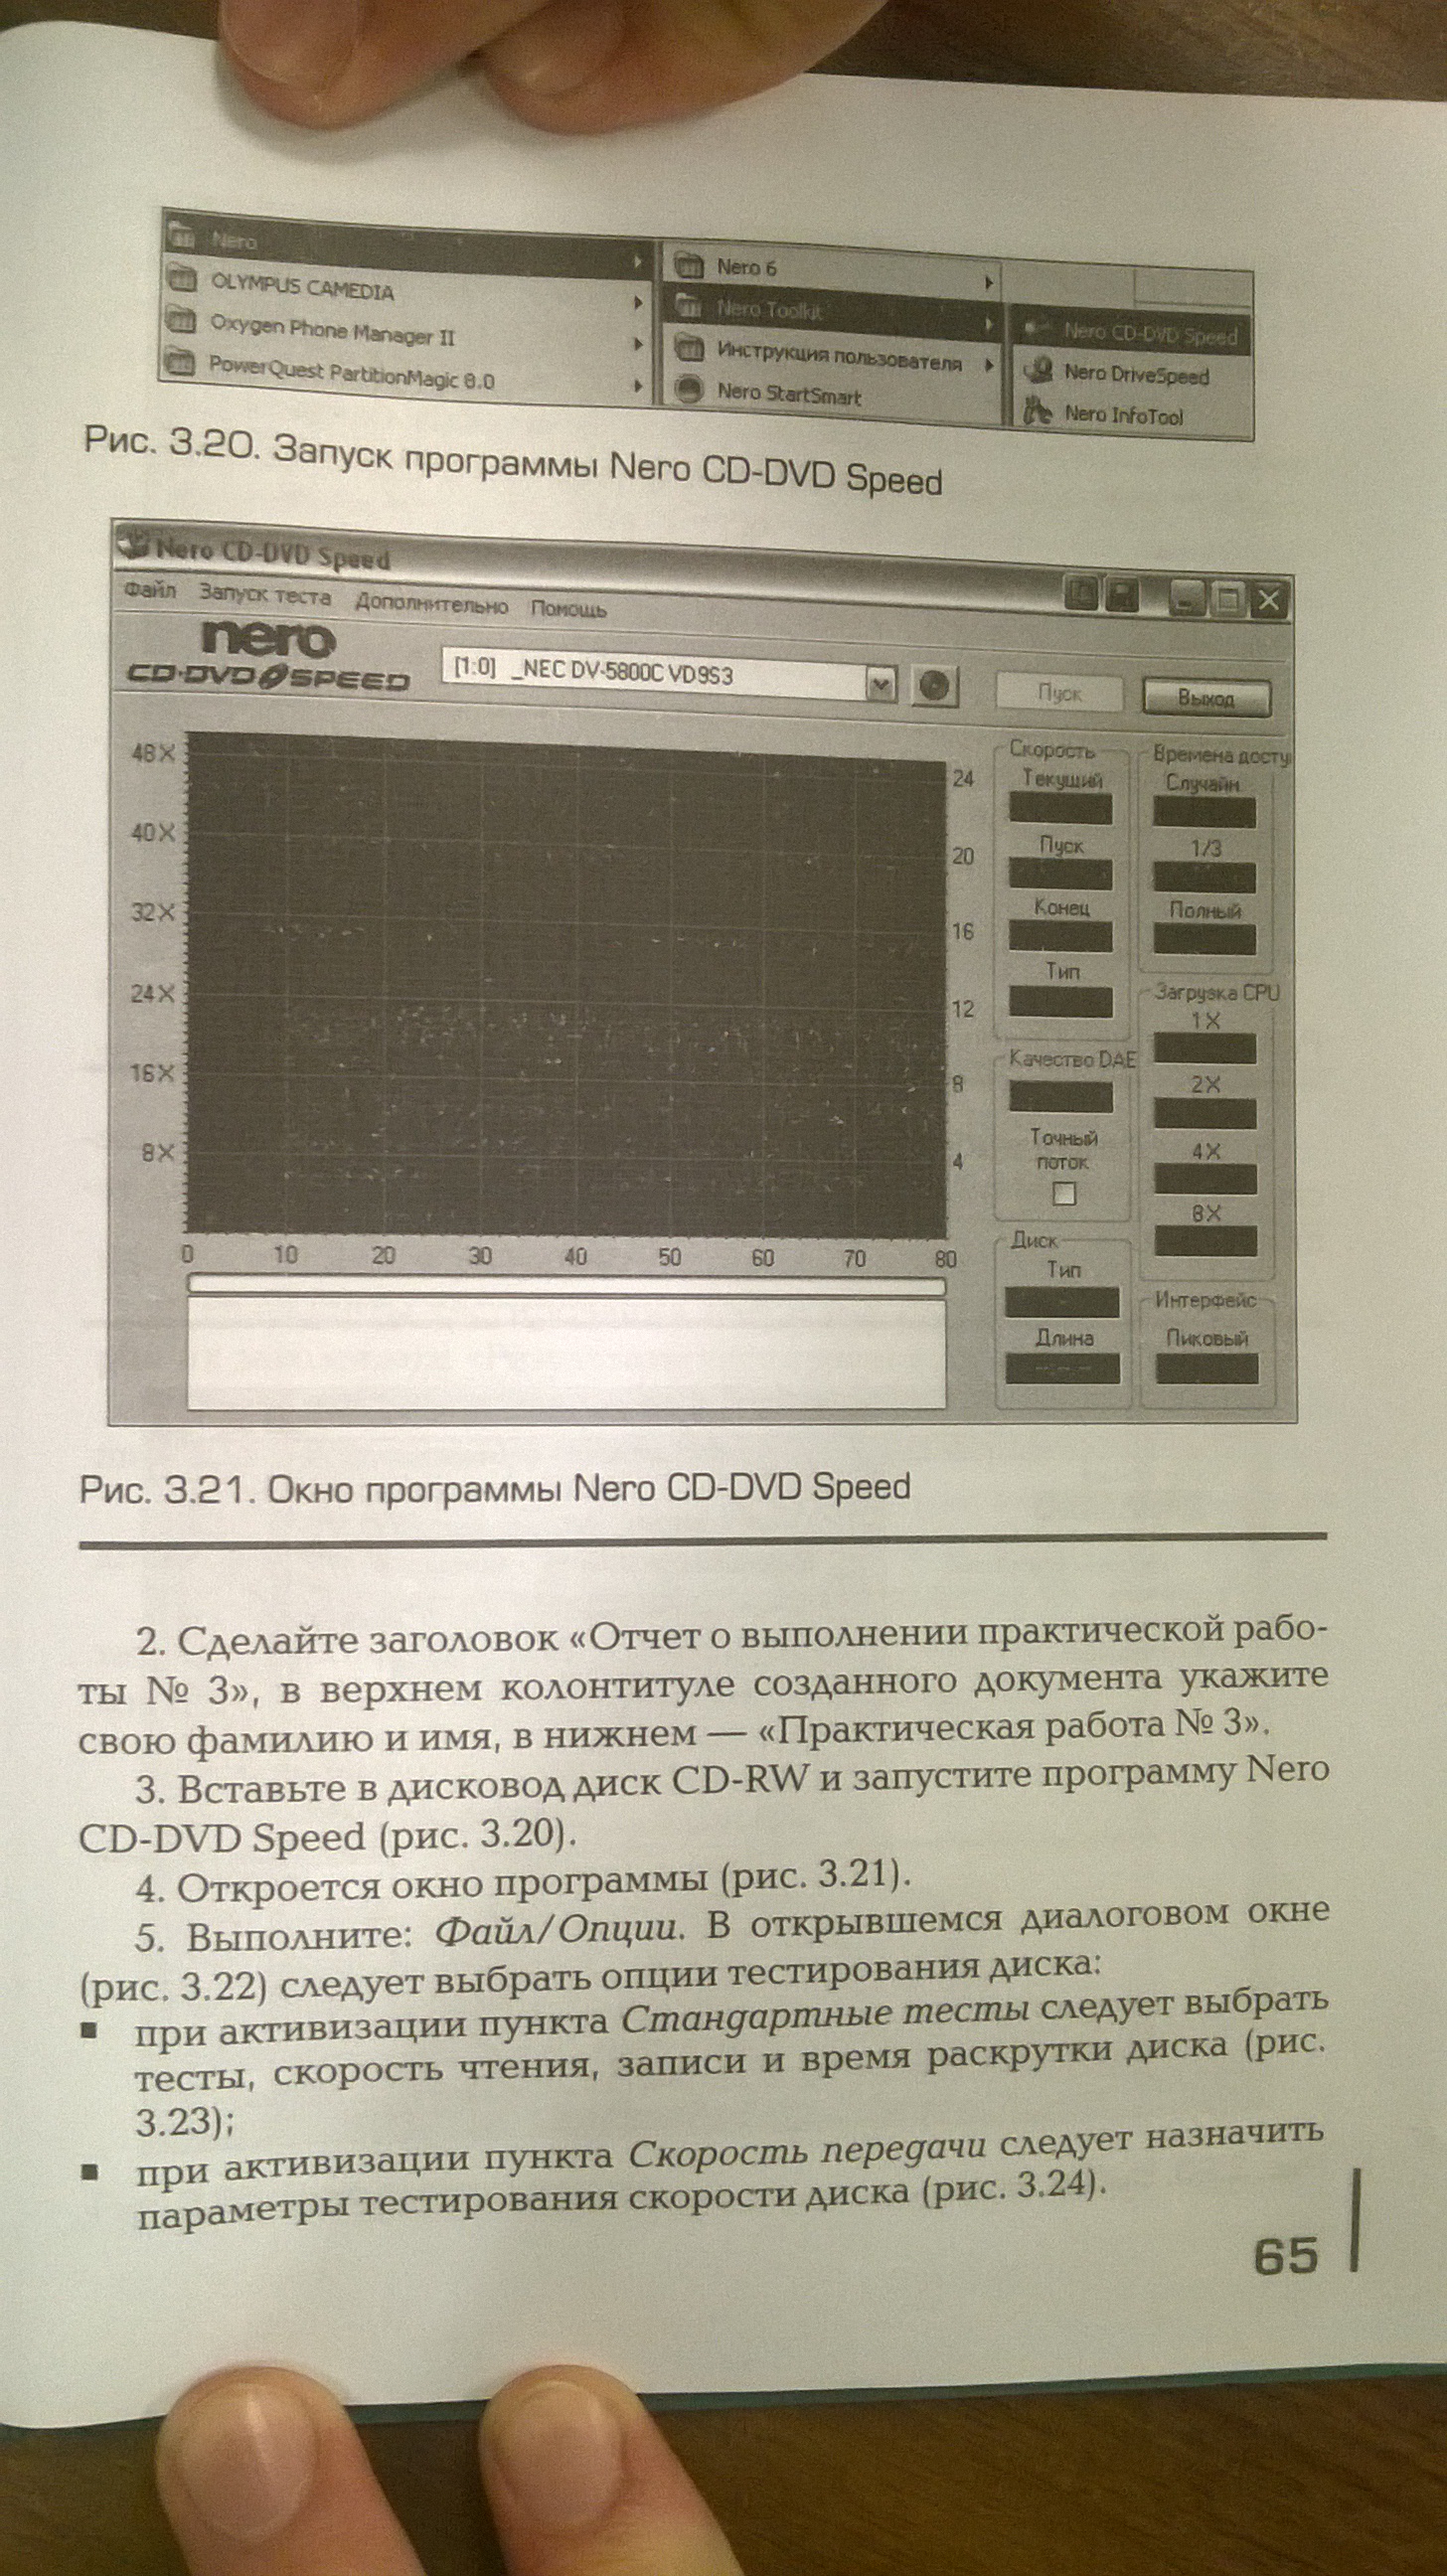 Nero
OLYMPUS CAMEDIA
Oxygen Phone Manager II
PowerQuest PartitionMagic 8.0
Nero 6
Nero Toolkit
Инструкция пользователя
Nero StartSmart
Nero CD-DVD Speed
Nero DriveSpeed
Nero InfoTool
Рис. 3.20. Запуск программы Nero CD-DVD Speed
Nero CD-DVD Speed
Файл Запуск теста Дополнительно Помощь
nero
CD·DVD SPEED
[1:0] _NEC DV-5800C VD9S3
Пуск
Выход
48X
40X
32X
24X
16X
8X
24
20
16
12
8
4
0 10 20 30 40 50 60 70 80
Скорость
Текущий
Пуск
Конец
Тип
Качество DAE
Точный
поток
Диск
Тип
Длина
Времена досту
Случайн.
1/3
Полный
Загрузка CPU
1X
2X
4X
8X
Интерфейс
Пиковый
Рис. 3.21. Окно программы Nero CD-DVD Speed
2. Сделайте заголовок «Отчет о выполнении практической рабо-
ты № 3», в верхнем колонтитуле созданного документа укажите
свою фамилию и имя, в нижнем — «Практическая работа № 3».
3. Вставьте в дисковод диск CD-RW и запустите программу Nero
CD-DVD Speed (рис. 3.20).
4. Откроется окно программы (рис. 3.21).
5. Выполните: Файл/Опции. В открывшемся диалоговом окне
(рис. 3.22) следует выбрать опции тестирования диска:
■ при активизации пункта Стандартные тесты следует выбрать
тесты, скорость чтения, записи и время раскрутки диска (рис.
3.23);
■ при активизации пункта Скорость передачи следует назначить
параметры тестирования скорости диска (рис. 3.24).
65